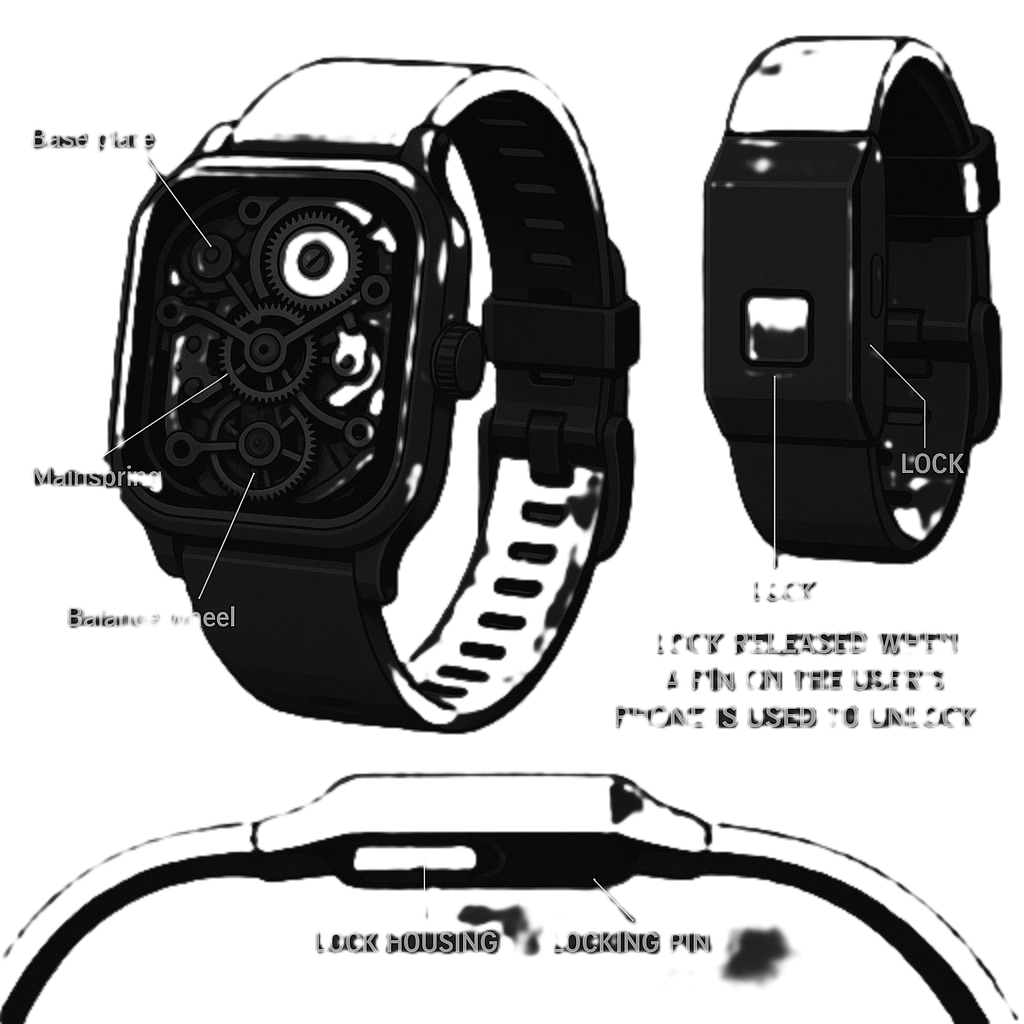 Base plate
Mainspring
Balance wheel
LOCK
LOCK
LOCK RELEASED WHEN
A PIN ON THE USER'S
PHONE IS USED TO UNLOCK
LOCK HOUSING
LOCKING PIN